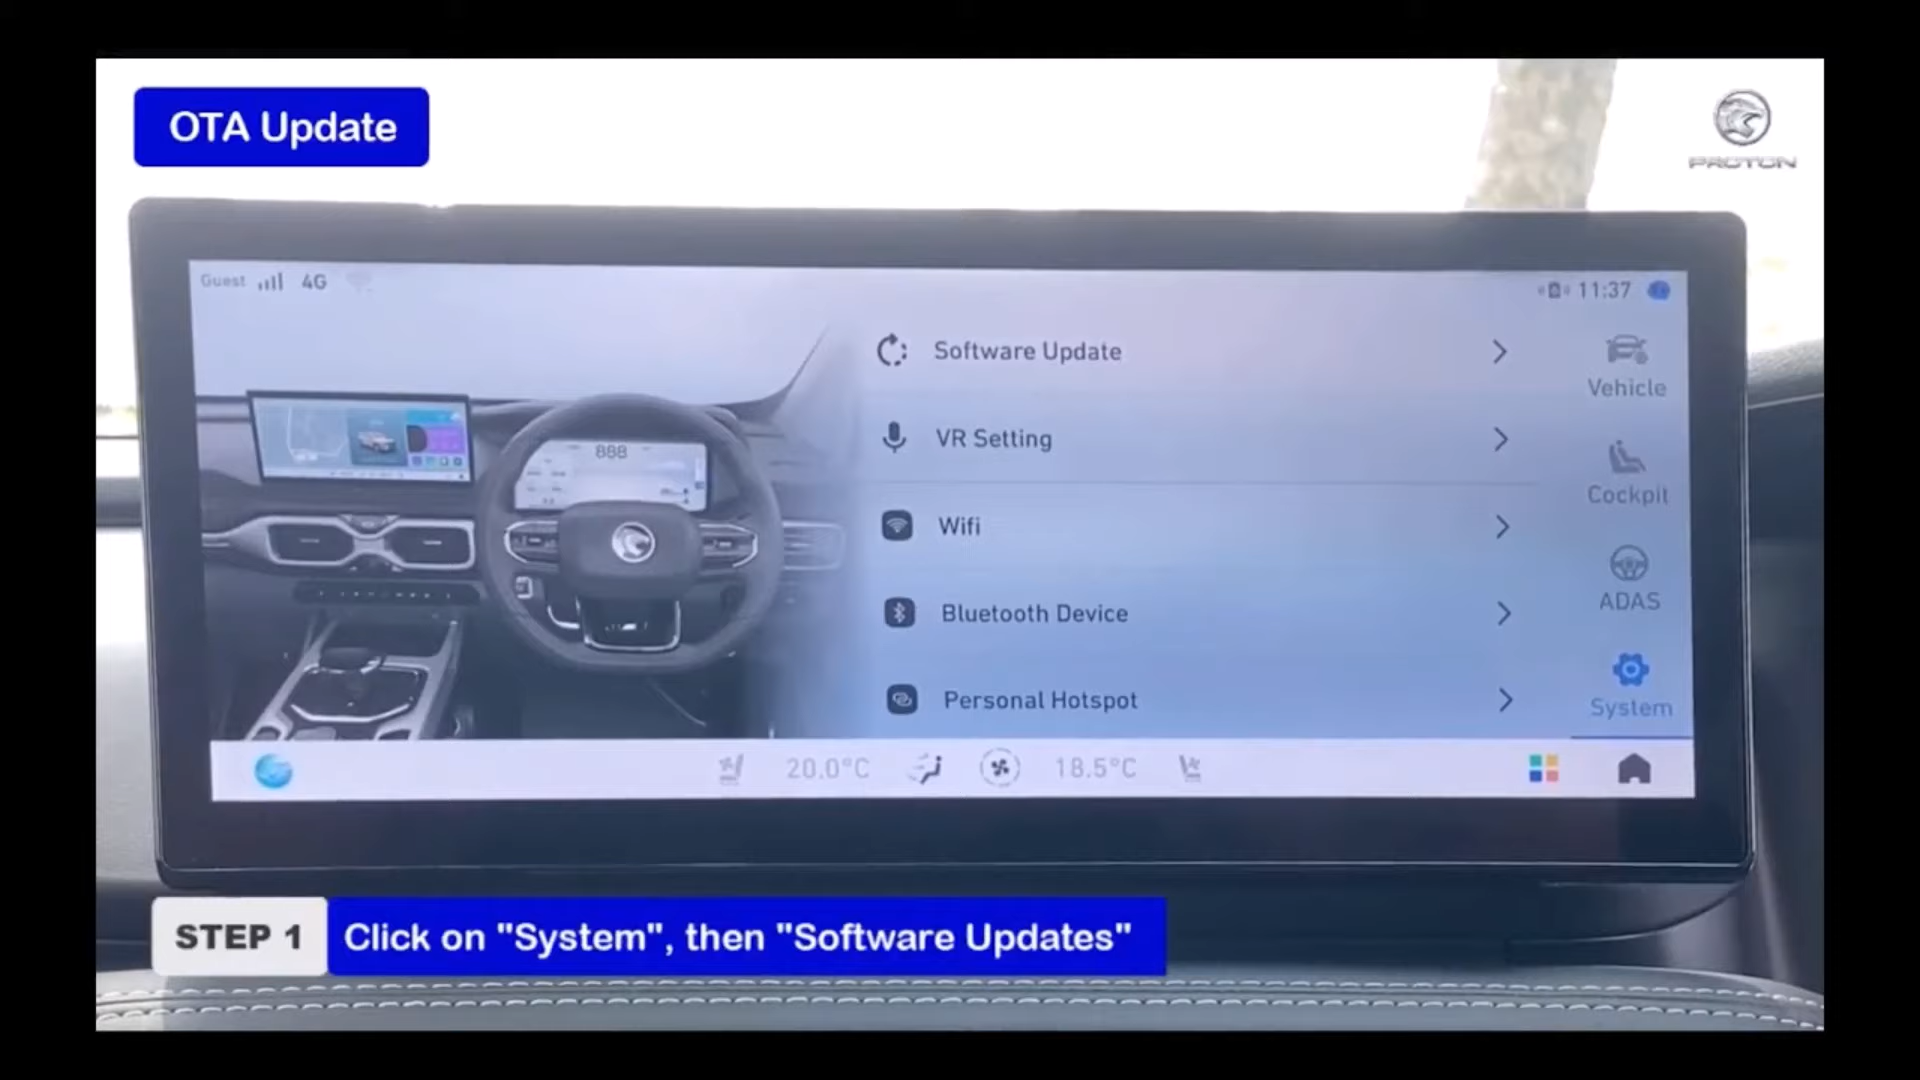 OTA Update
PROTON
Guest 4G
11:37
Software Update
VR Setting
Wifi
Bluetooth Device
Personal Hotspot
Vehicle
Cockpit
ADAS
System
888
20.0°C
18.5°C
STEP 1
Click on "System", then "Software Updates"